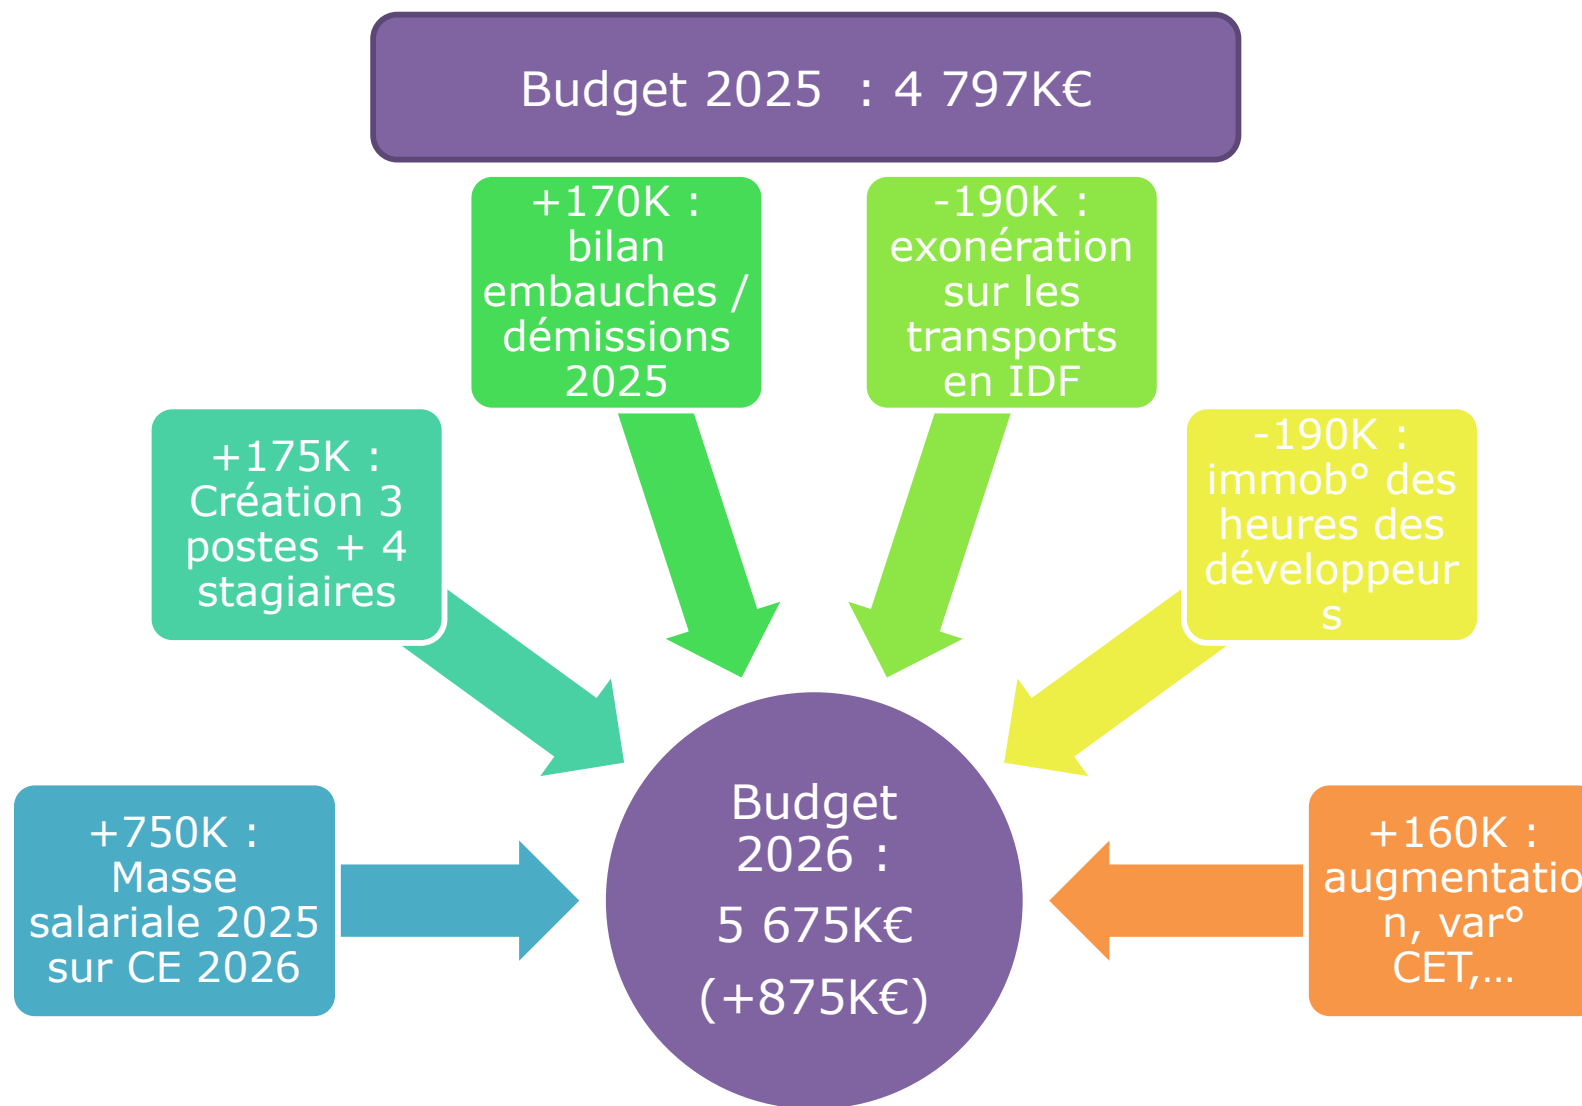 Budget 2025  : 4 797K€
+170K :
bilan
embauches /
démissions
2025
-190K :
exonération
sur les
transports
en IDF
+175K :
Création 3
postes + 4
stagiaires
-190K :
immob° des
heures des
développeur
s
+750K :
Masse
salariale 2025
sur CE 2026
Budget
2026 :
5 675K€
(+875K€)
+160K :
augmentatio
n, var°
CET,…